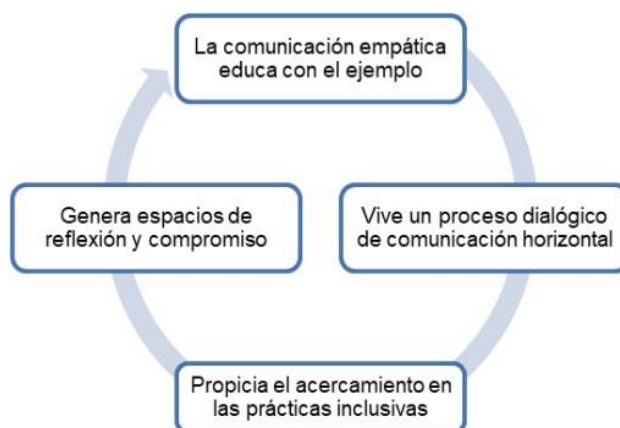 La comunicación empática
educa con el ejemplo
Genera espacios de
reflexión y compromiso
Vive un proceso dialógico
de comunicación horizontal
Propicia el acercamiento en
las prácticas inclusivas